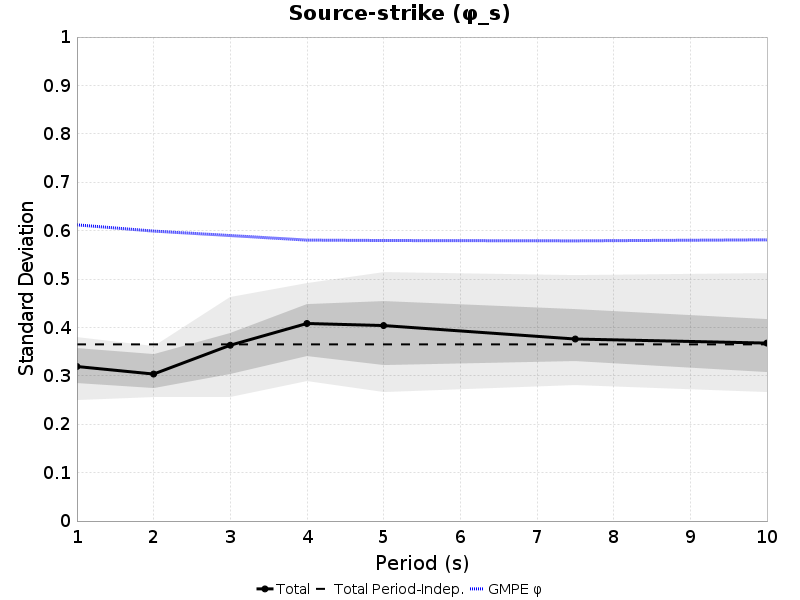 Source-strike (φ_s)
Standard Deviation
1
0.9
0.8
0.7
0.6
0.5
0.4
0.3
0.2
0.1
0
1 2 3 4 5 6 7 8 9 10
Period (s)
Total Total Period-Indep. GMPE φ